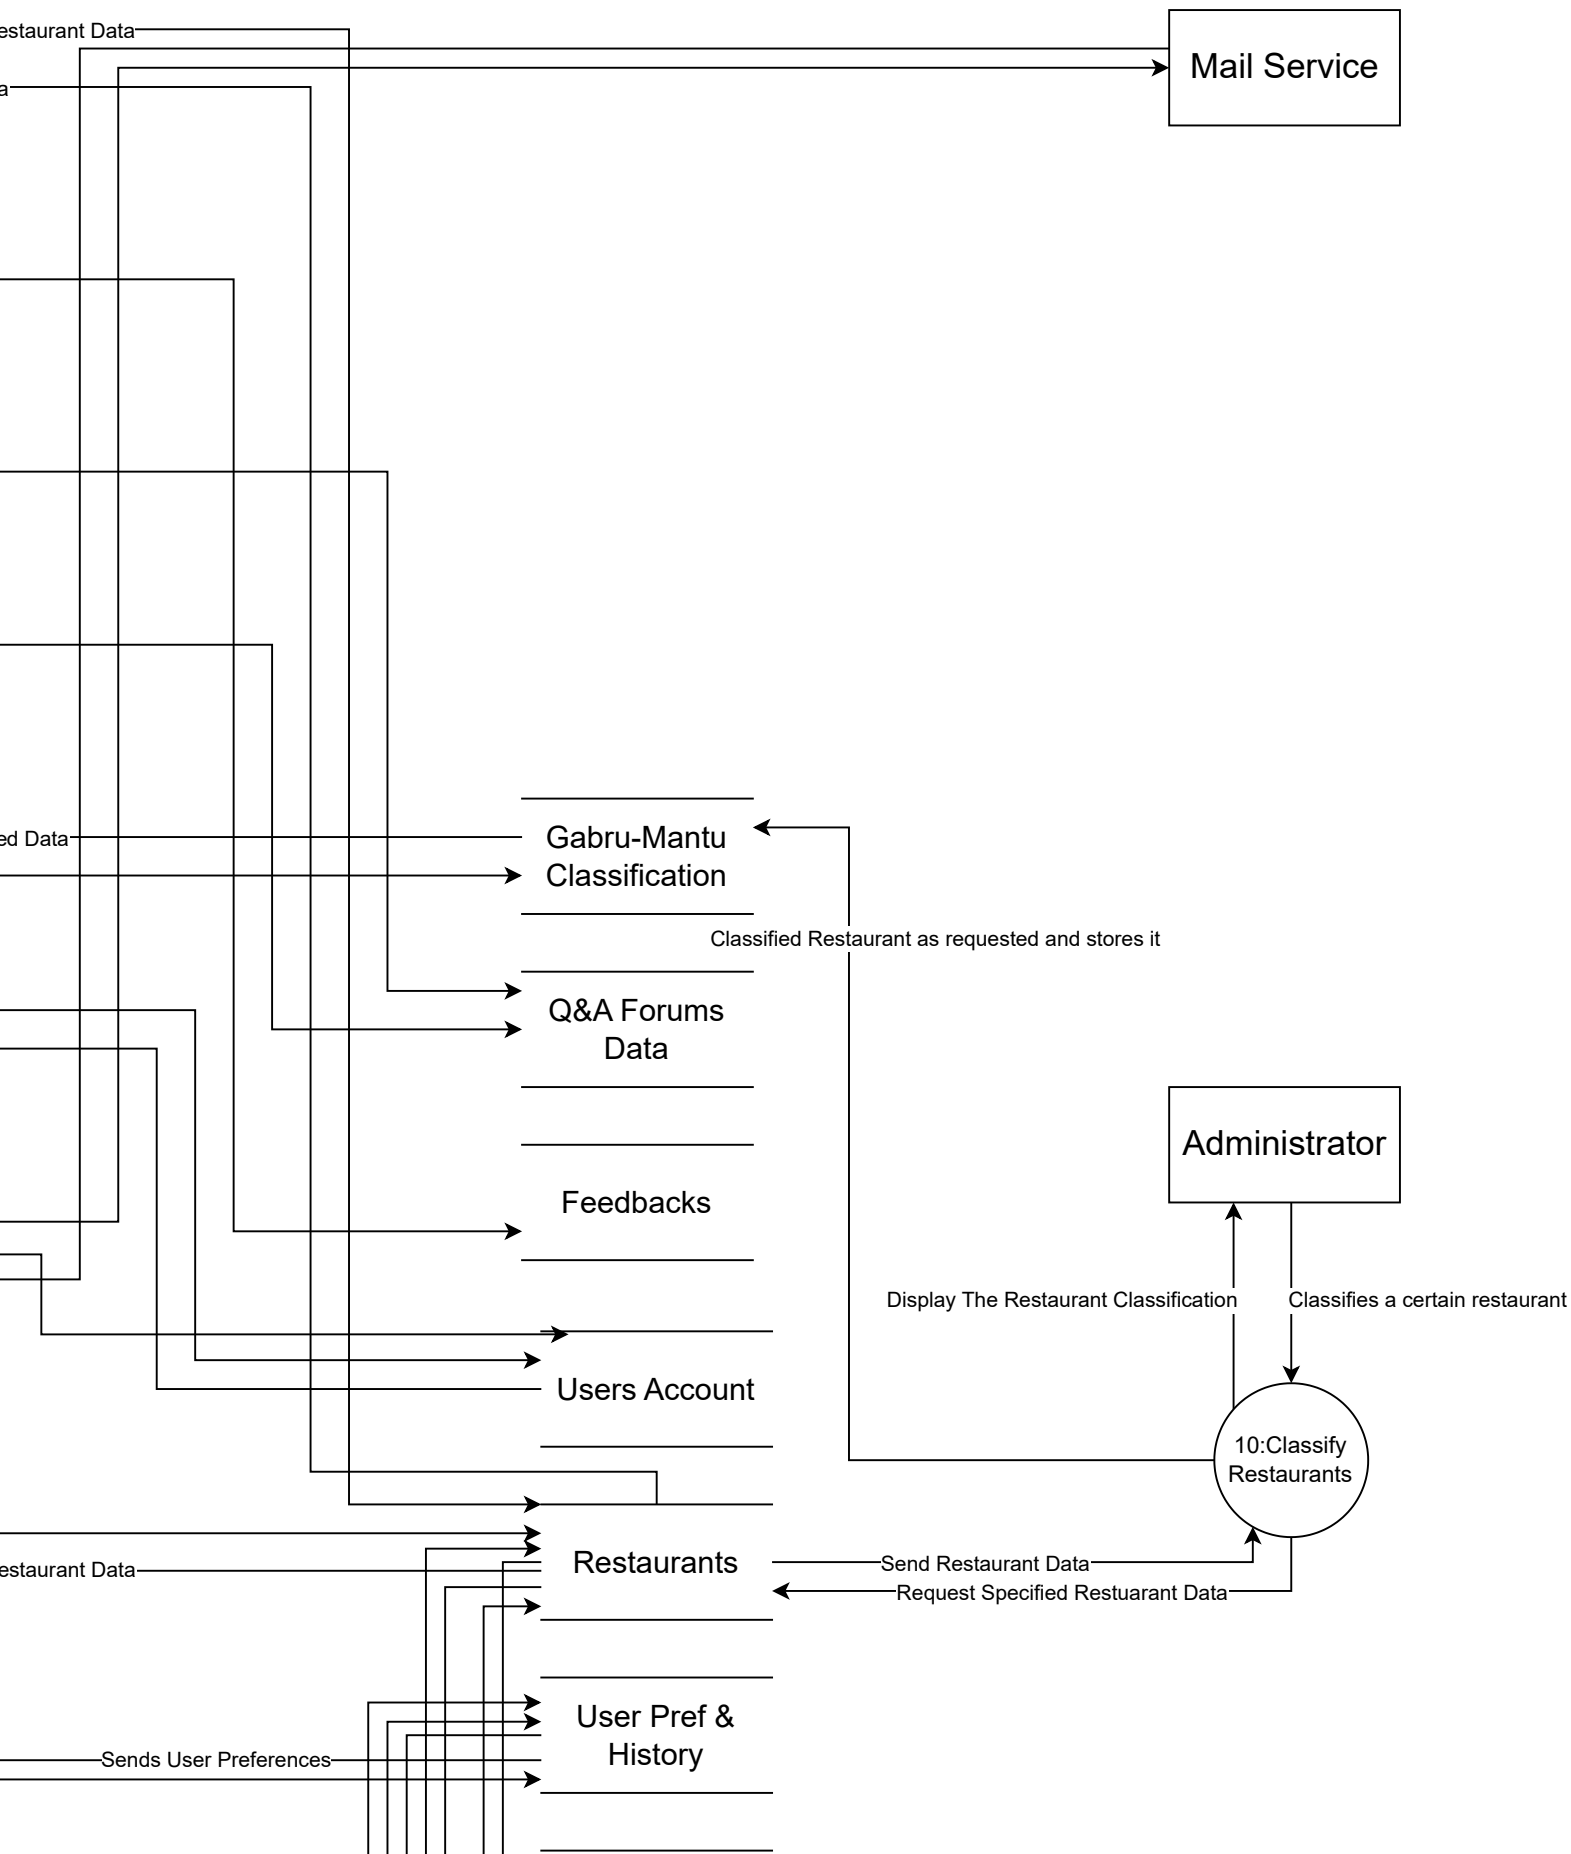 estaurant Data
Mail Service
a
Gabru-Mantu
Classification
ed Data
Classified Restaurant as requested and stores it
Q&A Forums
Data
Administrator
Feedbacks
Display The Restaurant Classification
Classifies a certain restaurant
Users Account
10:Classify
Restaurants
Restaurants
Send Restaurant Data
estaurant Data
Request Specified Restuarant Data
User Pref &
History
Sends User Preferences